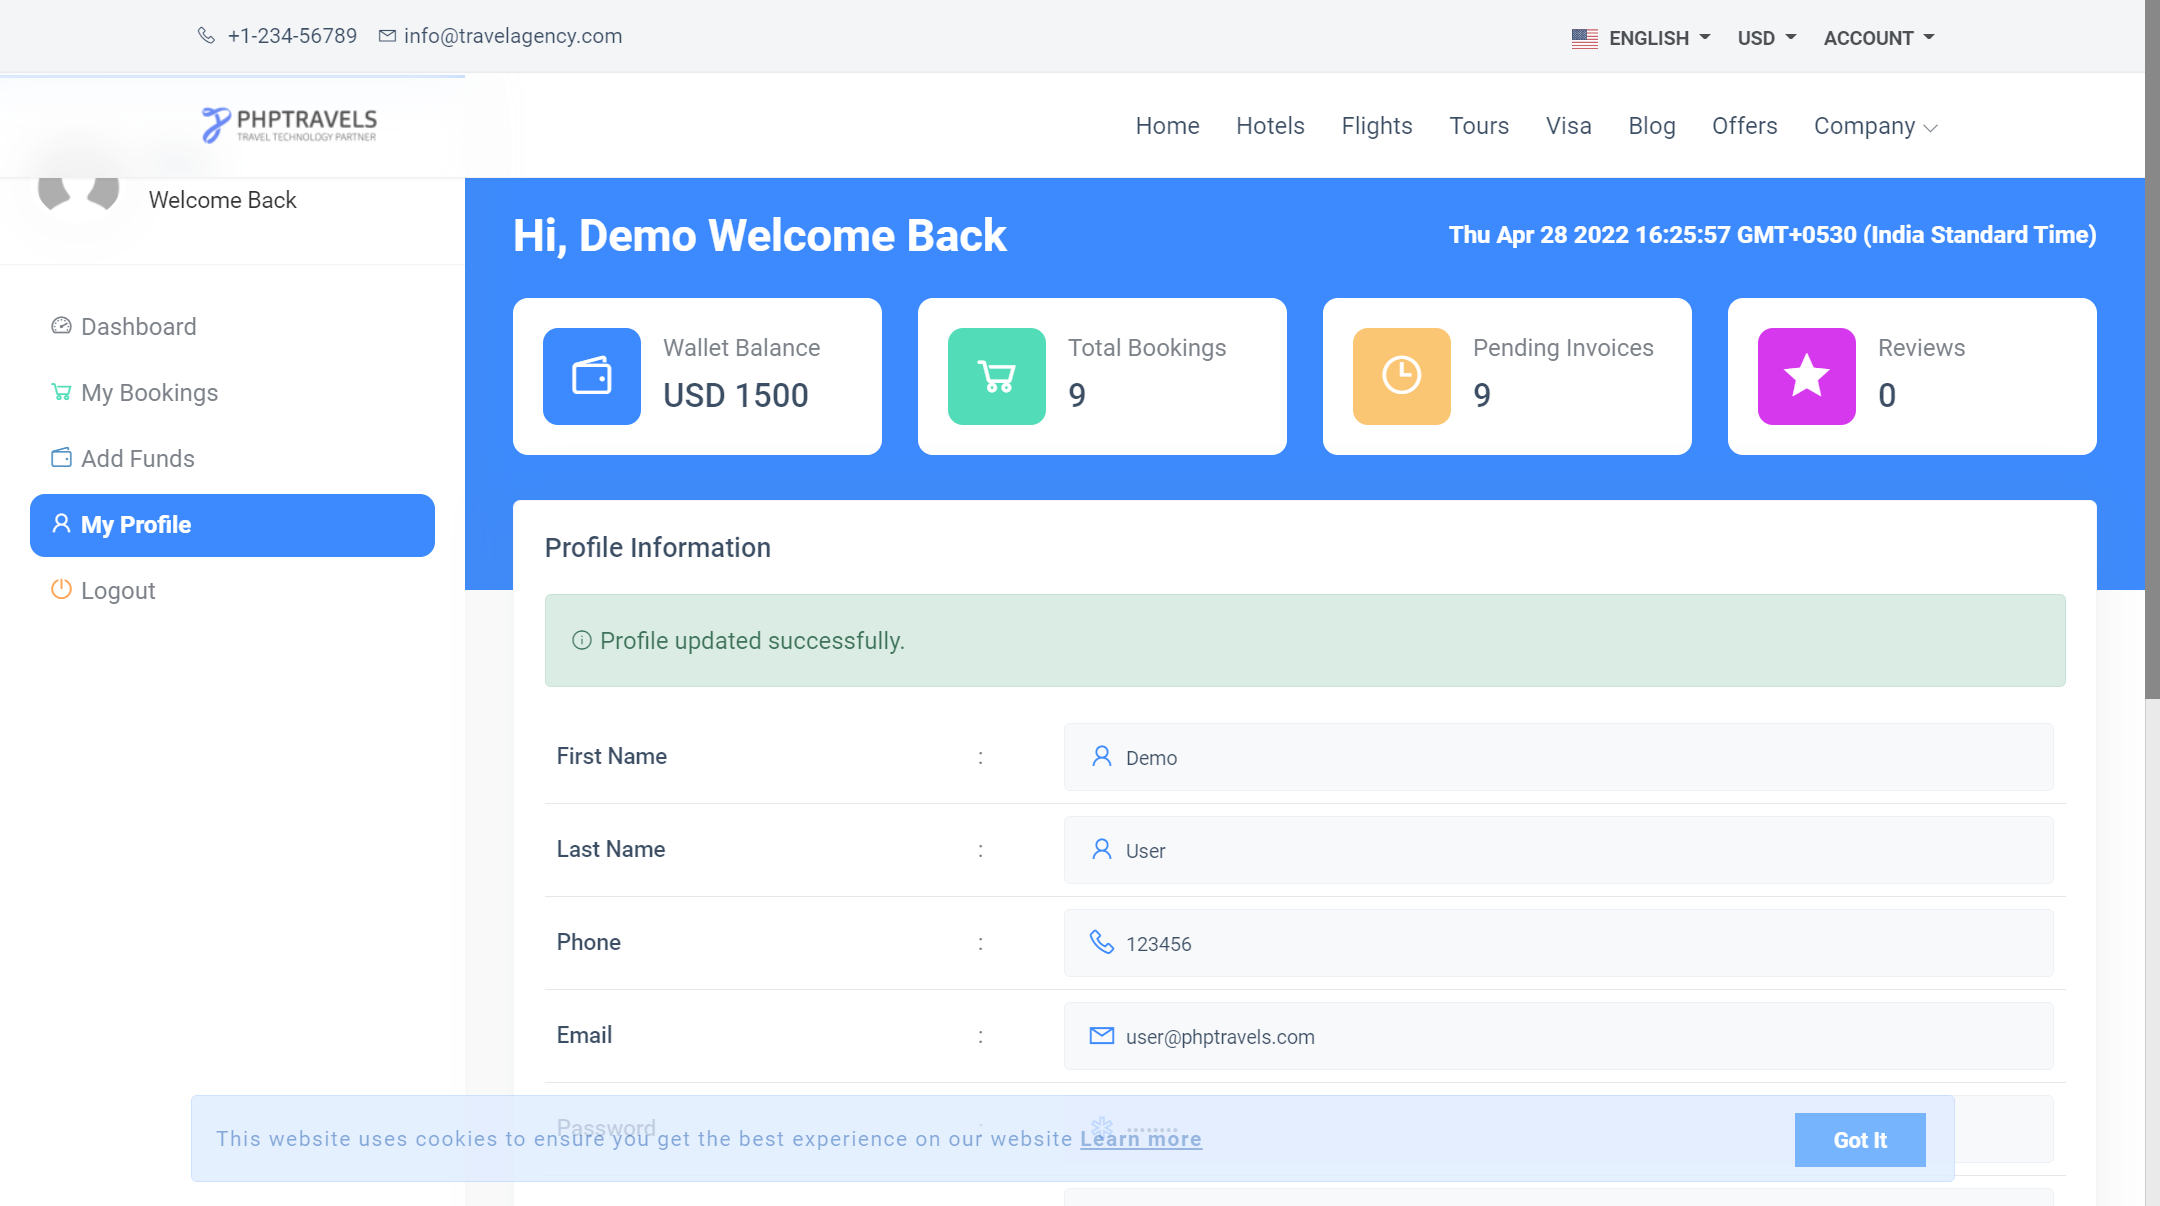 +1-234-56789 info@travelagency.com
ENGLISH USD ACCOUNT
PHPTRAVELS
TRAVEL TECHNOLOGY PARTNER
Home Hotels Flights Tours Visa Blog Offers Company
Welcome Back
Dashboard
My Bookings
Add Funds
My Profile
Logout
Hi, Demo Welcome Back
Thu Apr 28 2022 16:25:57 GMT+0530 (India Standard Time)
Wallet Balance
USD 1500
Total Bookings
9
Pending Invoices
9
Reviews
0
Profile Information
Profile updated successfully.
First Name : Demo
Last Name : User
Phone : 123456
Email : user@phptravels.com
Password : ········
This website uses cookies to ensure you get the best experience on our website Learn more
Got It